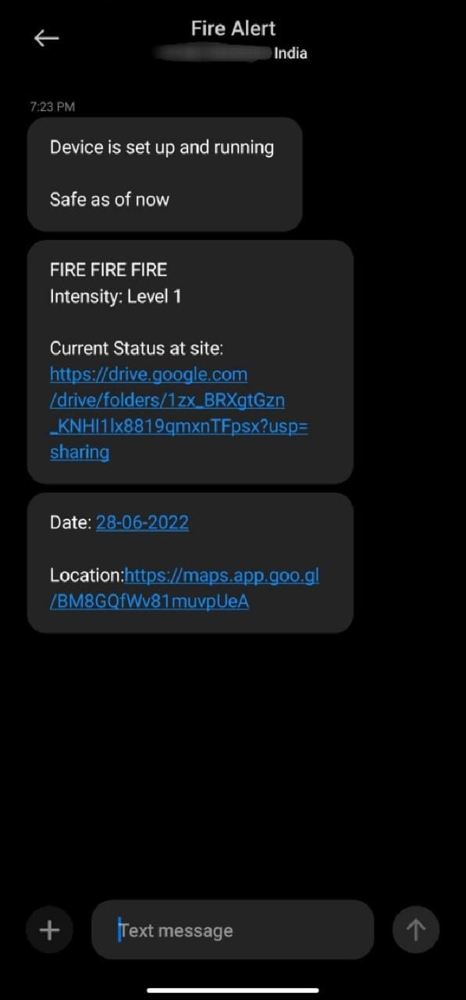 Fire Alert
India
7:23 PM
Device is set up and running
Safe as of now
FIRE FIRE FIRE
Intensity: Level 1
Current Status at site:
https://drive.google.com
/drive/folders/1zx_BRXgtGzn
_KNHI1lx8819qmxnTFpsx?usp=
sharing
Date: 28-06-2022
Location:https://maps.app.goo.gl
/BM8GQfWv81muvpUeA
Text message